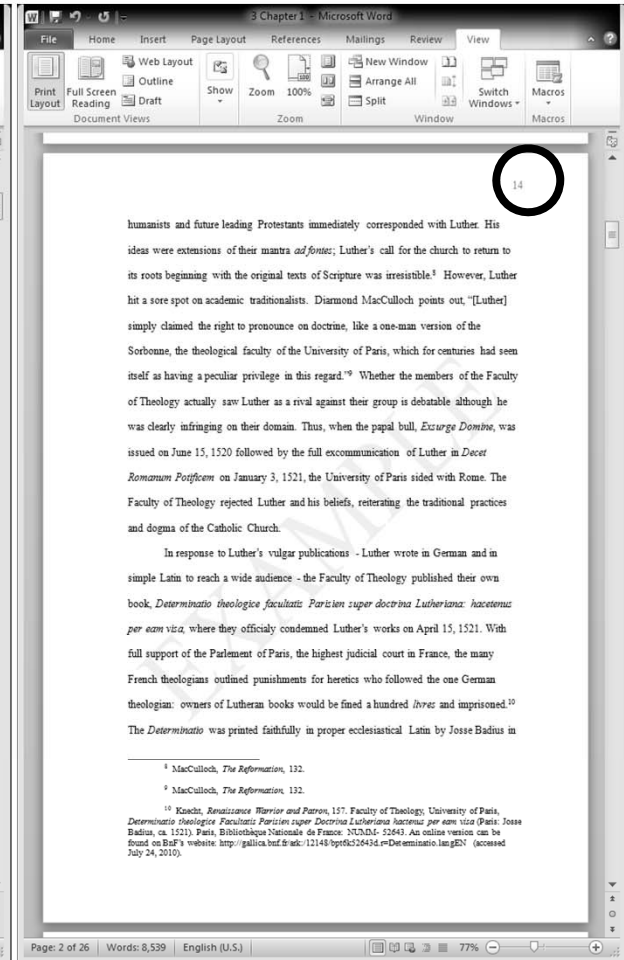 3 Chapter 1 - Microsoft Word
File Home Insert Page Layout References Mailings Review View
Print Layout
Full Screen Reading
Web Layout
Outline
Draft
Document Views
Show
Zoom
100%
Zoom
New Window
Arrange All
Split
Switch Windows
Window
Macros
Macros
14
humanists and future leading Protestants immediately corresponded with Luther. His
ideas were extensions of their mantra ad fontes; Luther's call for the church to return to
its roots beginning with the original texts of Scripture was irresistible.8 However, Luther
hit a sore spot on academic traditionalists. Diarmond MacCulloch points out, “[Luther]
simply claimed the right to pronounce on doctrine, like a one-man version of the
Sorbonne, the theological faculty of the University of Paris, which for centuries had seen
itself as having a peculiar privilege in this regard.”9 Whether the members of the Faculty
of Theology actually saw Luther as a rival against their group is debatable although he
was clearly infringing on their domain. Thus, when the papal bull, Exsurge Domine, was
issued on June 15, 1520 followed by the full excommunication of Luther in Decet
Romanum Potificem on January 3, 1521, the University of Paris sided with Rome. The
Faculty of Theology rejected Luther and his beliefs, reiterating the traditional practices
and dogma of the Catholic Church.
In response to Luther's vulgar publications - Luther wrote in German and in
simple Latin to reach a wide audience - the Faculty of Theology published their own
book, Determinatio theologice facultatis Parisien super doctrina Lutheriana: hacetenus
per eam visa, where they officialy condemned Luther's works on April 15, 1521. With
full support of the Parlement of Paris, the highest judicial court in France, the many
French theologians outlined punishments for heretics who followed the one German
theologian: owners of Lutheran books would be fined a hundred livres and imprisoned.10
The Determinatio was printed faithfully in proper ecclesiastical Latin by Josse Badius in
EXAMPLE
8 MacCulloch, The Reformation, 132.
9 MacCulloch, The Reformation, 132.
10 Knecht, Renaissance Warrior and Patron, 157. Faculty of Theology, University of Paris,
Determinatio theologice Facultatis Parisien super Doctrina Lutheriana hactenus per eam visa (Paris: Josse
Badius, ca. 1521). Paris, Bibliothèque Nationale de France: NUMM- 52643. An online version can be
found on BnF's website: http://gallica.bnf.fr/ark:/12148/bpt6k52643d.r=Determinatio.langEN (accessed
July 24, 2010).
Page: 2 of 26 Words: 8,539 English (U.S.) 77%